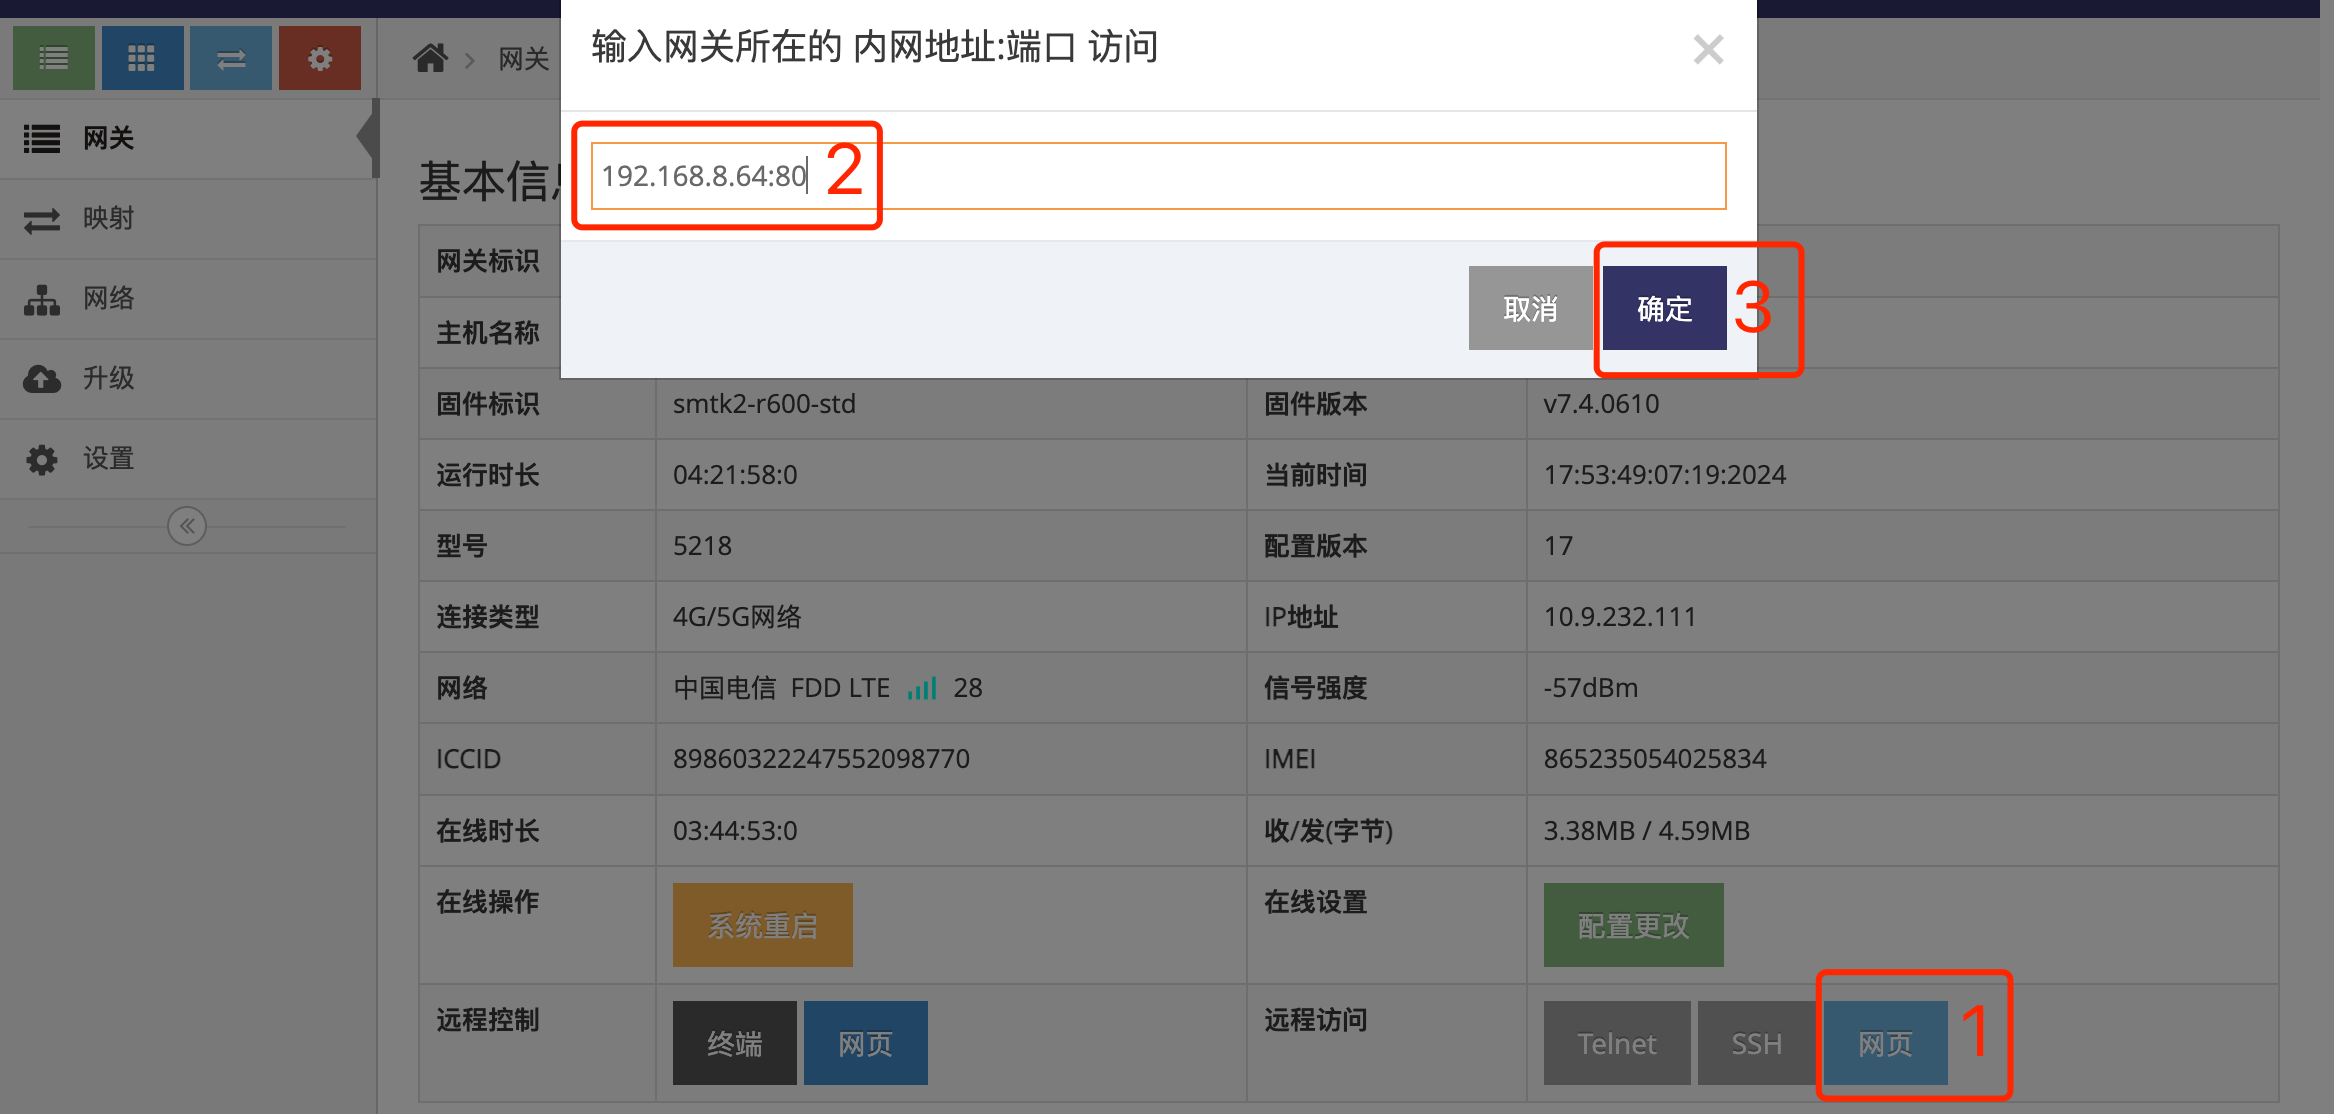 输入网关所在的 内网地址:端口 访问
×
网关
网关
映射
网络
升级
设置
192.168.8.64:80
2
取消
确定
3
基本信息
网关标识
主机名称
固件标识 smtk2-r600-std 固件版本 v7.4.0610
运行时长 04:21:58:0 当前时间 17:53:49:07:19:2024
型号 5218 配置版本 17
连接类型 4G/5G网络 IP地址 10.9.232.111
网络 中国电信 FDD LTE 28 信号强度 -57dBm
ICCID 89860322247552098770 IMEI 865235054025834
在线时长 03:44:53:0 收/发(字节) 3.38MB / 4.59MB
在线操作 系统重启 在线设置 配置更改
远程控制 终端 网页 远程访问 Telnet SSH 网页 1